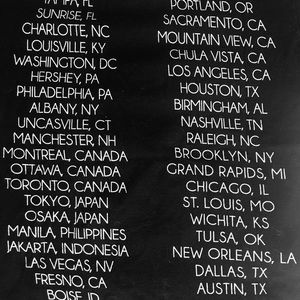 TAMPA, FL
SUNRISE, FL
CHARLOTTE, NC
LOUISVILLE, KY
WASHINGTON, DC
HERSHEY, PA
PHILADELPHIA, PA
ALBANY, NY
UNCASVILLE, CT
MANCHESTER, NH
MONTREAL, CANADA
OTTAWA, CANADA
TORONTO, CANADA
TOKYO, JAPAN
OSAKA, JAPAN
MANILA, PHILIPPINES
JAKARTA, INDONESIA
LAS VEGAS, NV
FRESNO, CA
BOISE, ID
PORTLAND, OR
SACRAMENTO, CA
MOUNTAIN VIEW, CA
CHULA VISTA, CA
LOS ANGELES, CA
HOUSTON, TX
BIRMINGHAM, AL
NASHVILLE, TN
RALEIGH, NC
BROOKLYN, NY
GRAND RAPIDS, MI
CHICAGO, IL
ST. LOUIS, MO
WICHITA, KS
TULSA, OK
NEW ORLEANS, LA
DALLAS, TX
AUSTIN, TX